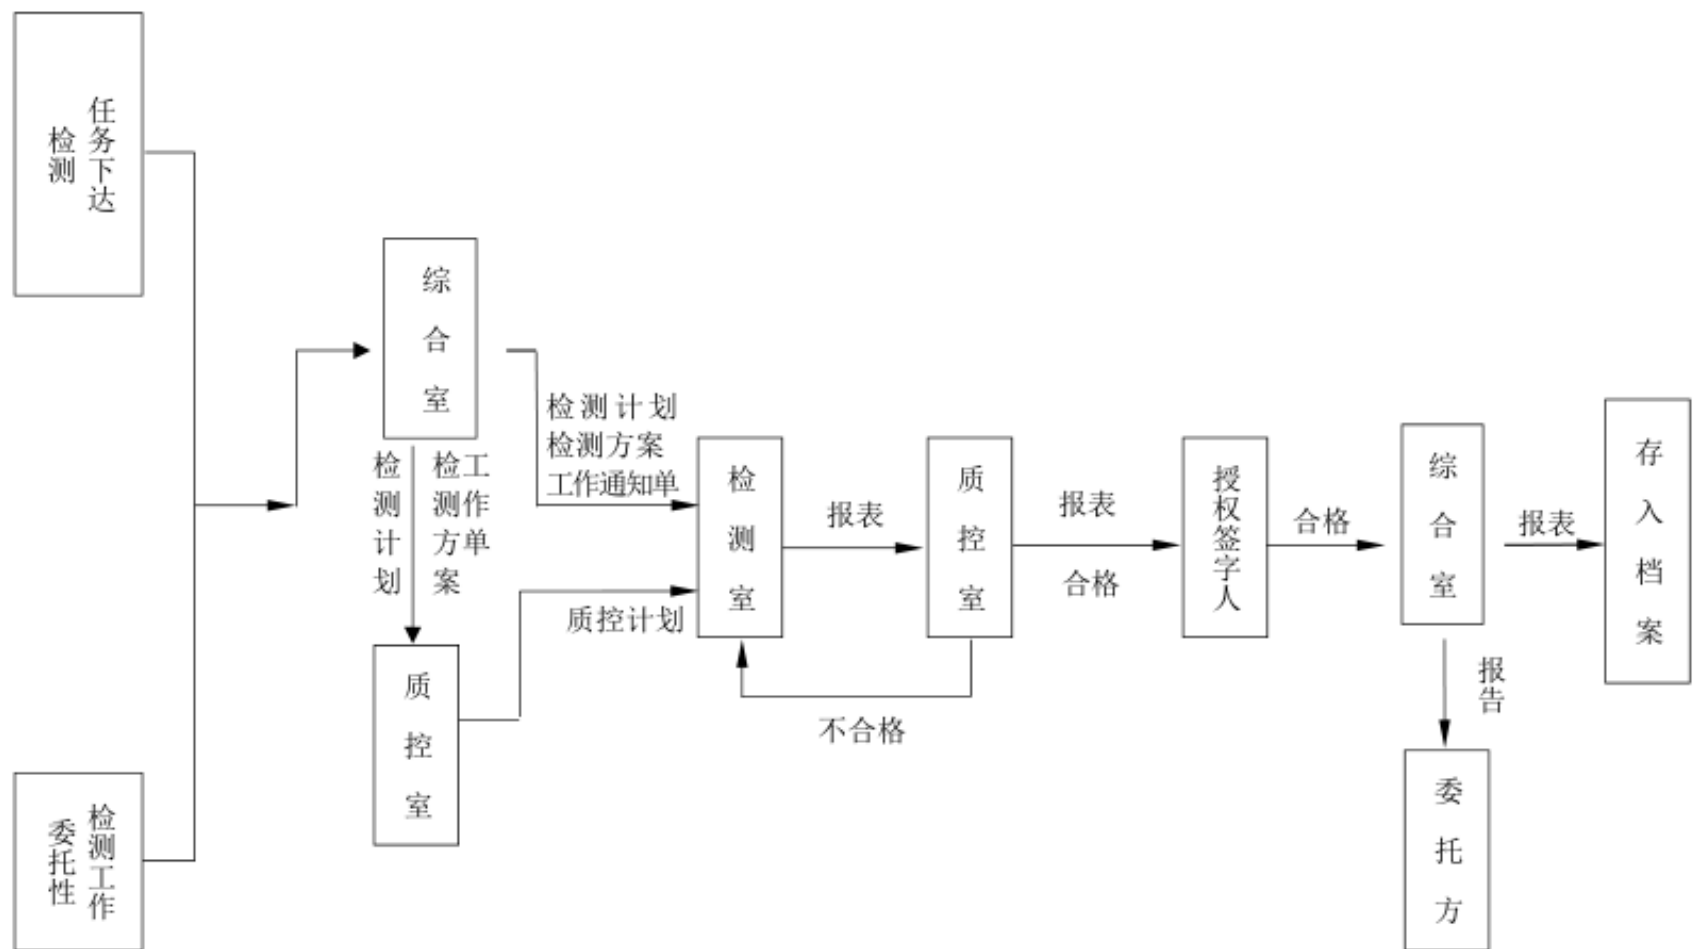 检测
任务下达
委托性
检测工作
综合室
检测计划
检测方案
工作单
质控室
检测计划
检测方案
工作通知单
质控计划
检测室
报表
不合格
质控室
报表
合格
授权签字人
合格
综合室
报表
报告
存入档案
委托方